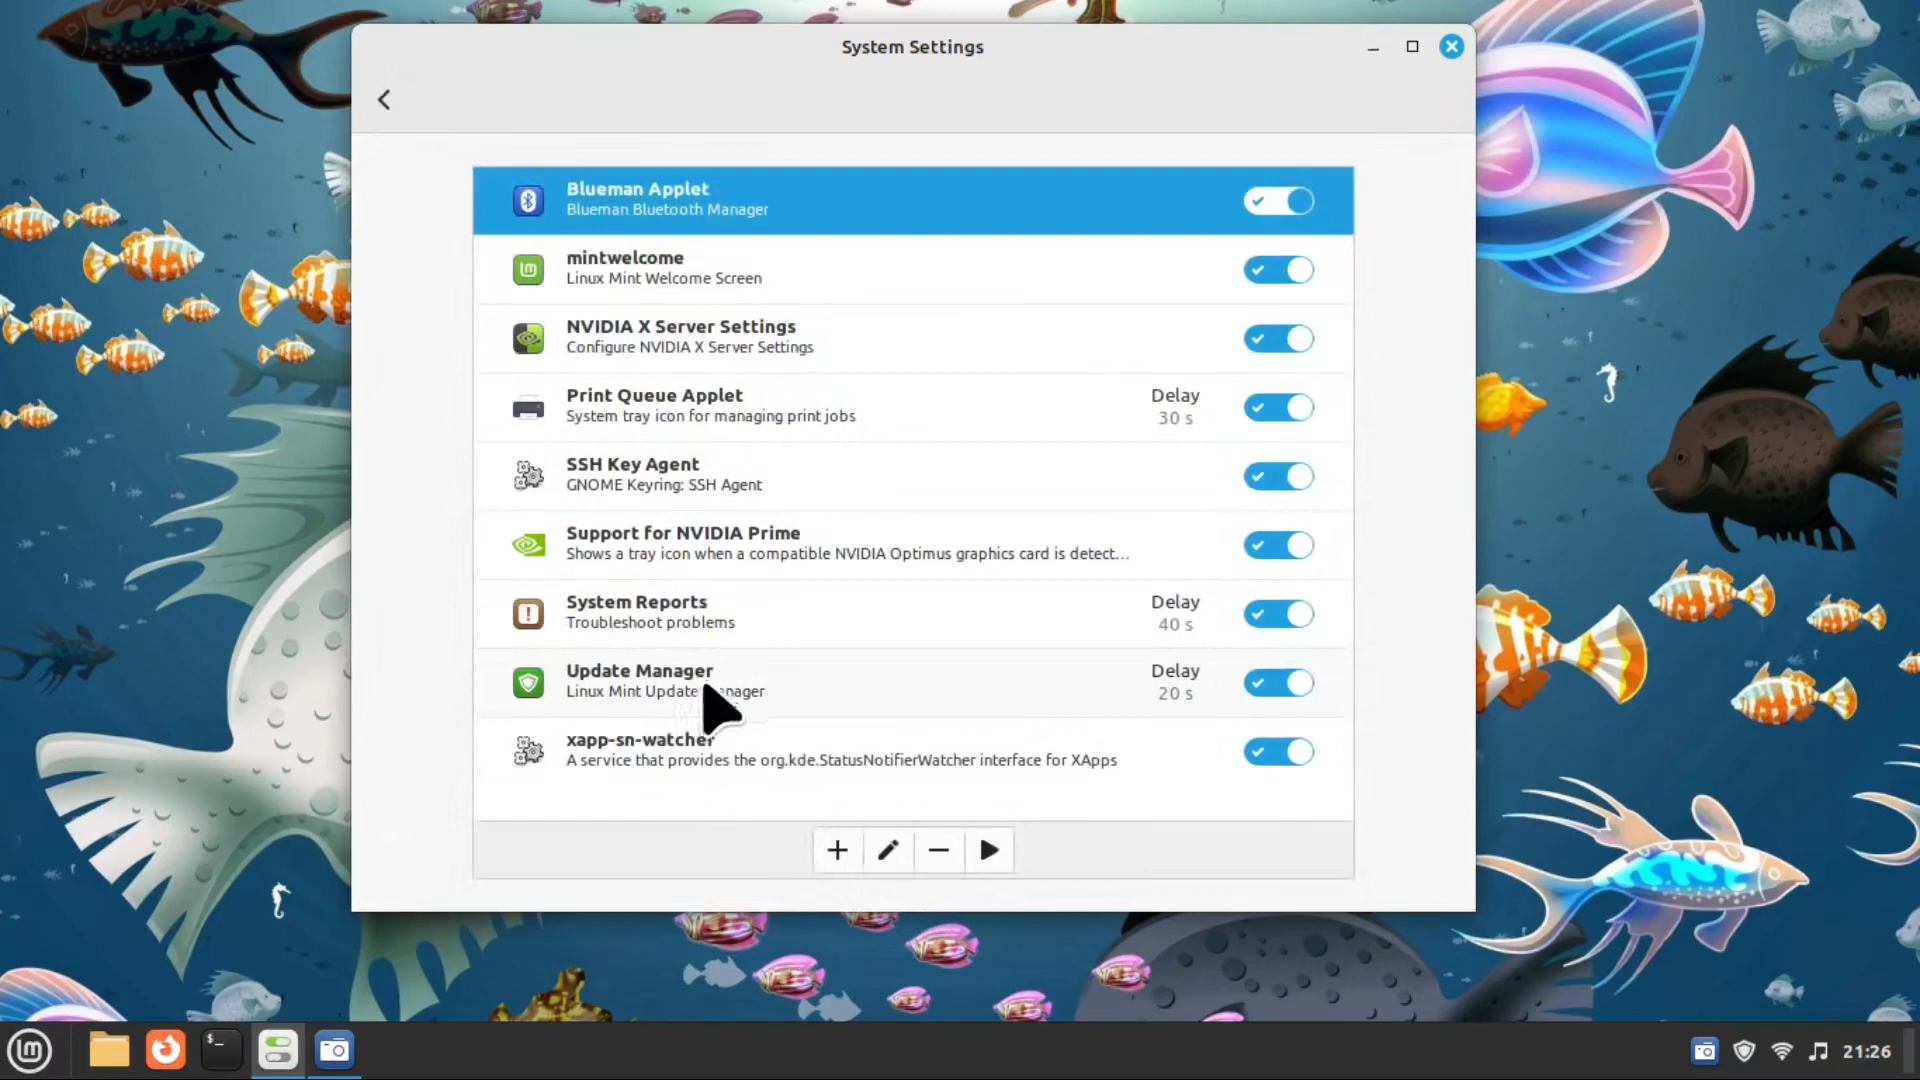 System Settings
Blueman Applet
Blueman Bluetooth Manager
mintwelcome
Linux Mint Welcome Screen
NVIDIA X Server Settings
Configure NVIDIA X Server Settings
Print Queue Applet
System tray icon for managing print jobs
Delay
30 s
SSH Key Agent
GNOME Keyring: SSH Agent
Support for NVIDIA Prime
Shows a tray icon when a compatible NVIDIA Optimus graphics card is detect...
System Reports
Troubleshoot problems
Delay
40 s
Update Manager
Linux Mint Update Manager
Delay
20 s
xapp-sn-watcher
A service that provides the org.kde.StatusNotifierWatcher interface for XApps
21:26